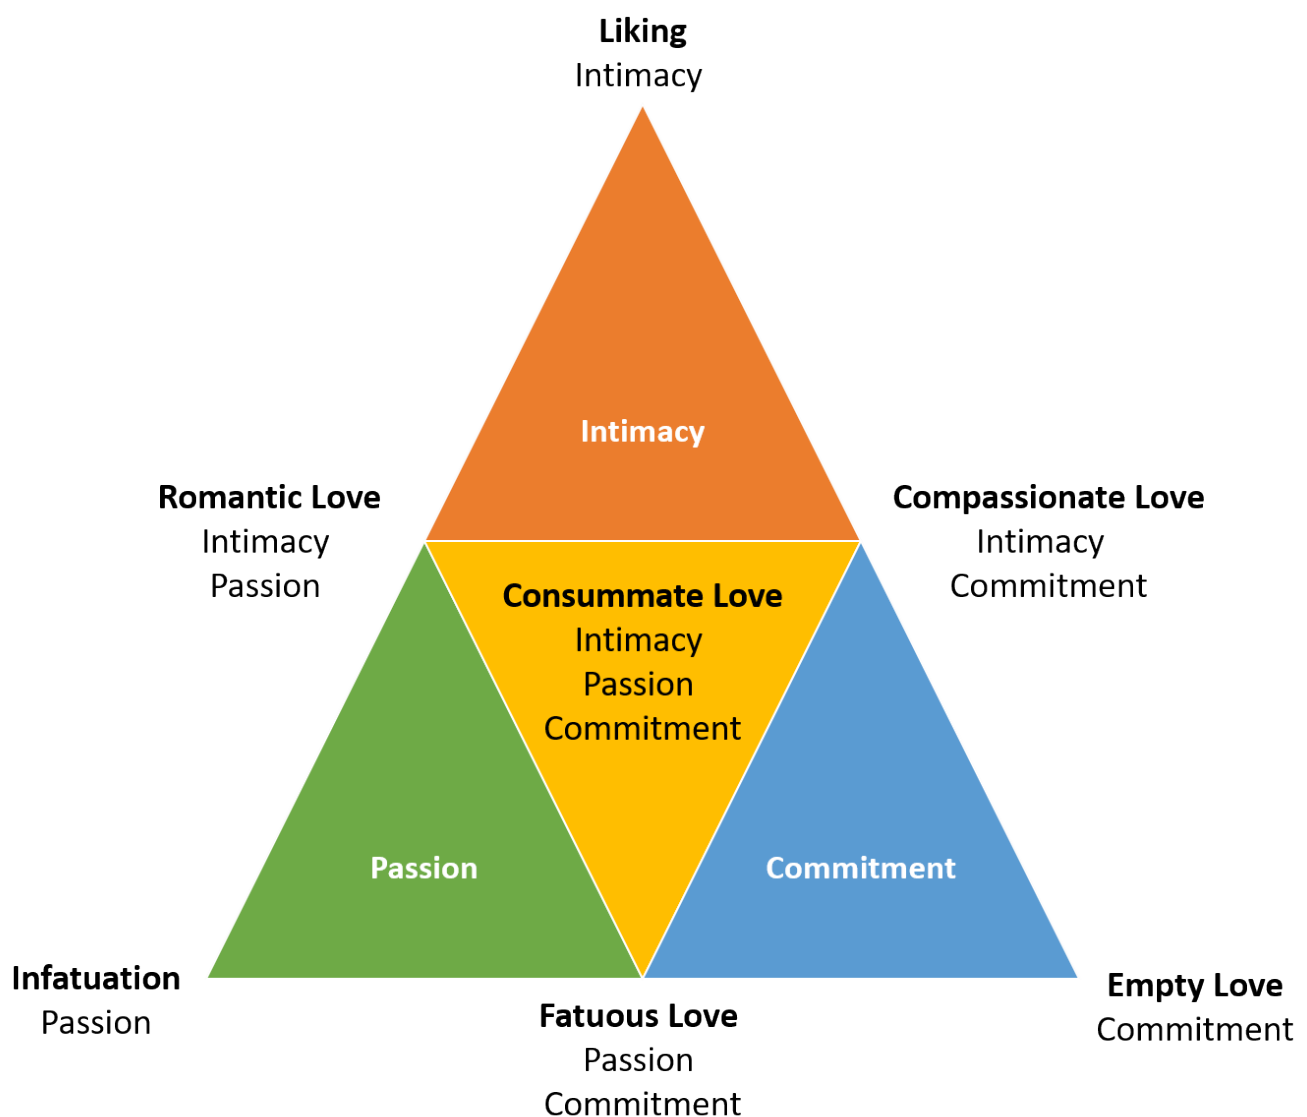 Liking
Intimacy
Intimacy
Romantic Love
Intimacy
Passion
Compassionate Love
Intimacy
Commitment
Consummate Love
Intimacy
Passion
Commitment
Passion
Commitment
Infatuation
Passion
Fatuous Love
Passion
Commitment
Empty Love
Commitment